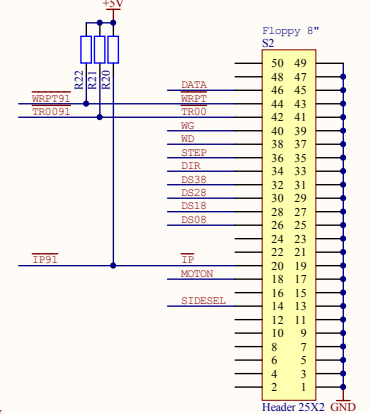 +5V
Floppy 8"
S2
R22
R21
R20
50 49
48 47
DATA 46 45
WRPT91 WRPT 44 43
TR0091 TR00 42 41
WG 40 39
WD 38 37
STEP 36 35
DIR 34 33
DS38 32 31
DS28 30 29
DS18 28 27
DS08 26 25
24 23
22 21
IP91 IP 20 19
MOTON 18 17
16 15
SIDESEL 14 13
12 11
10 9
8 7
6 5
4 3
2 1
Header 25X2 GND